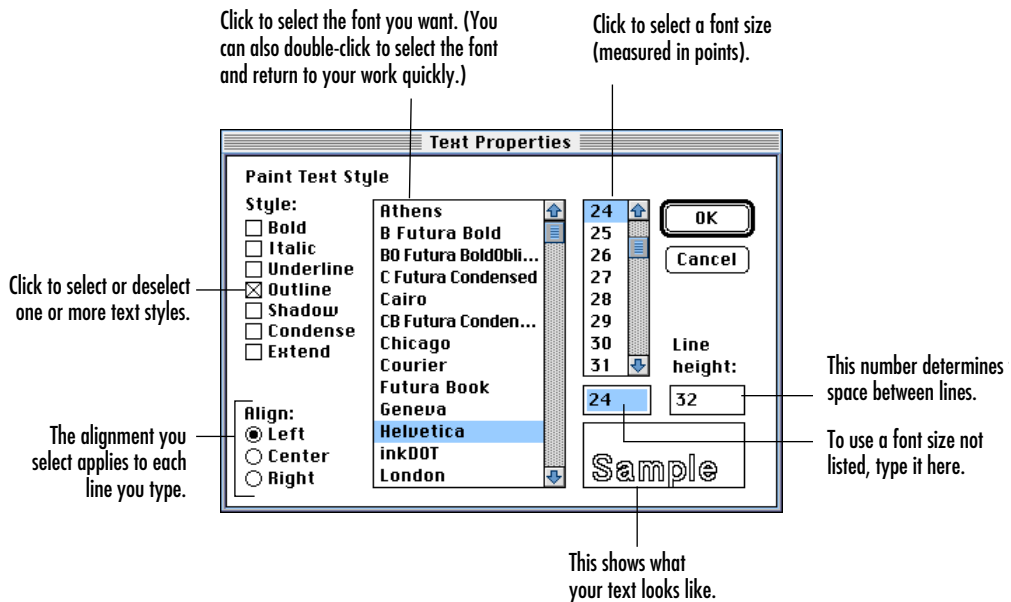 Click to select the font you want. (You
can also double-click to select the font
and return to your work quickly.)
Click to select a font size
(measured in points).
Text Properties
Paint Text Style
Style:
Bold
Italic
Underline
Outline
Shadow
Condense
Extend
Click to select or deselect
one or more text styles.
Align:
Left
Center
Right
The alignment you
select applies to each
line you type.
Athens
B Futura Bold
BO Futura BoldObli...
C Futura Condensed
Cairo
CB Futura Conden...
Chicago
Courier
Futura Book
Geneva
Helvetica
inkDOT
London
24
25
26
27
28
29
30
31
24
OK
Cancel
Line
height:
32
Sample
This number determines
space between lines.
To use a font size not
listed, type it here.
This shows what
your text looks like.